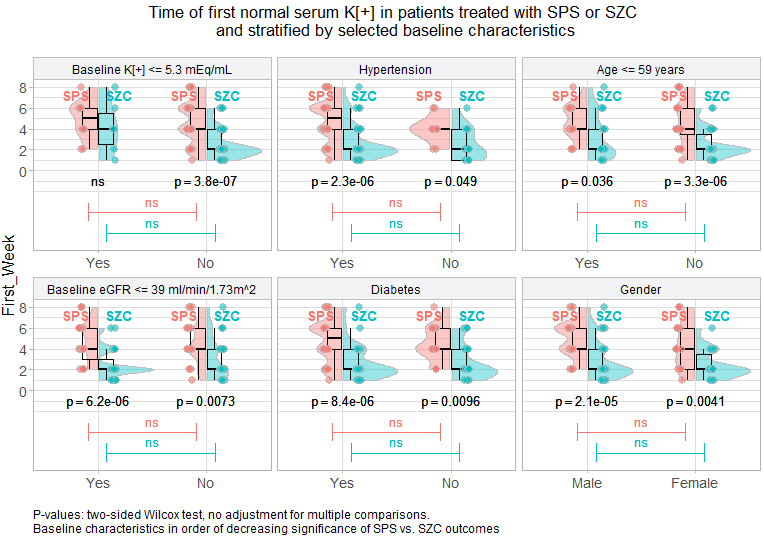 Time of first normal serum K[+] in patients treated with SPS or SZC
and stratified by selected baseline characteristics
Baseline K[+] <= 5.3 mEq/mL
Hypertension
Age <= 59 years
First_Week
8
6
4
2
0
SPS SZC SPS SZC
SPS SZC SPS SZC
SPS SZC SPS SZC
ns p = 3.8e-07
p = 2.3e-06 p = 0.049
p = 0.036 p = 3.3e-06
ns
ns
ns
ns
ns
ns
Yes No
Yes No
Yes No
Baseline eGFR <= 39 ml/min/1.73m^2
Diabetes
Gender
8
6
4
2
0
SPS SZC SPS SZC
SPS SZC SPS SZC
SPS SZC SPS SZC
p = 6.2e-06 p = 0.0073
p = 8.4e-06 p = 0.0096
p = 2.1e-05 p = 0.0041
ns
ns
ns
ns
ns
ns
Yes No
Yes No
Male Female
P-values: two-sided Wilcox test, no adjustment for multiple comparisons.
Baseline characteristics in order of decreasing significance of SPS vs. SZC outcomes